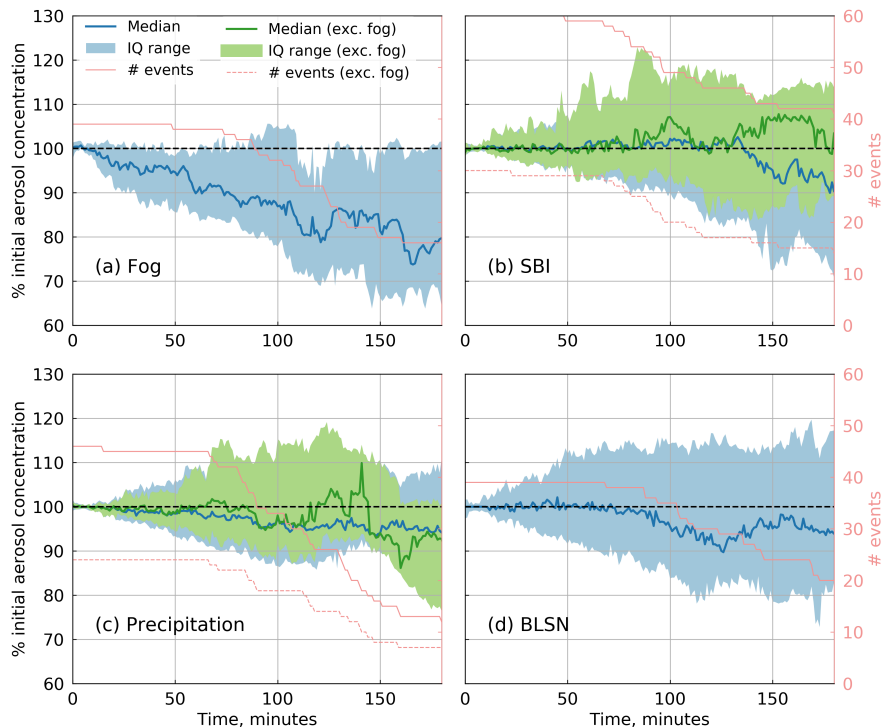 130
120
110
100
90
80
70
60
% initial aerosol concentration
Median
IQ range
# events
Median (exc. fog)
IQ range (exc. fog)
# events (exc. fog)
(a) Fog
0
50
100
150
(b) SBI
0
50
100
150
60
50
40
30
20
10
0
# events
130
120
110
100
90
80
70
60
% initial aerosol concentration
(c) Precipitation
0
50
100
150
Time, minutes
(d) BLSN
0
50
100
150
Time, minutes
60
50
40
30
20
10
0
# events